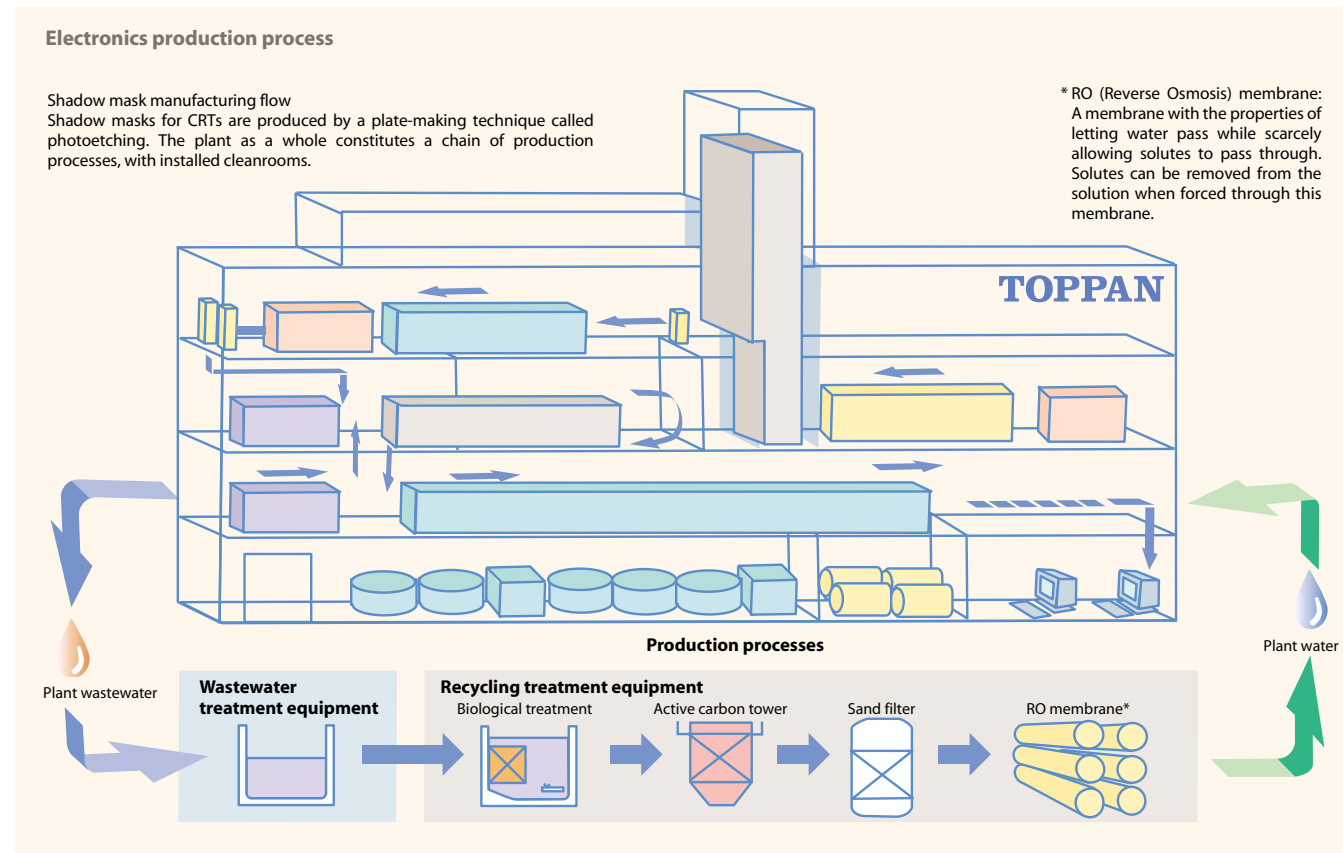 Electronics production process
Shadow mask manufacturing flow
Shadow masks for CRTs are produced by a plate-making technique called
photoetching. The plant as a whole constitutes a chain of production
processes, with installed cleanrooms.
* RO (Reverse Osmosis) membrane:
A membrane with the properties of
letting water pass while scarcely
allowing solutes to pass through.
Solutes can be removed from the
solution when forced through this
membrane.
TOPPAN
Production processes
Plant water
Plant wastewater
Wastewater
treatment equipment
Recycling treatment equipment
Biological treatment
Active carbon tower
Sand filter
RO membrane*